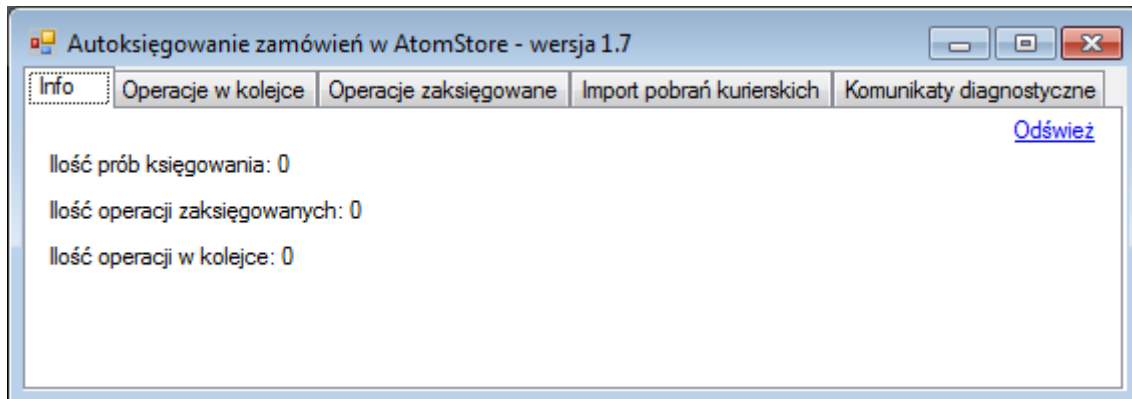 Autoksięgowanie zamówień w AtomStore - wersja 1.7
Info Operacje w kolejce Operacje zaksięgowane Import pobrań kurierskich Komunikaty diagnostyczne
Odśwież
Ilość prób księgowania: 0
Ilość operacji zaksięgowanych: 0
Ilość operacji w kolejce: 0